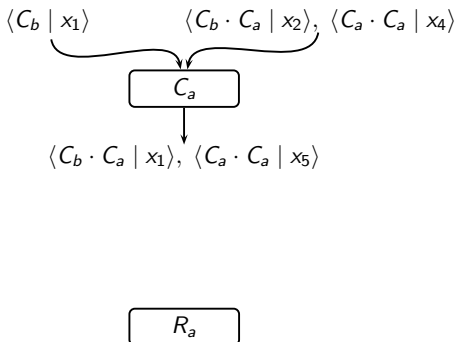 ⟨C_b | x_1⟩ ⟨C_b · C_a | x_2⟩, ⟨C_a · C_a | x_4⟩
C_a
⟨C_b · C_a | x_1⟩, ⟨C_a · C_a | x_5⟩
R_a